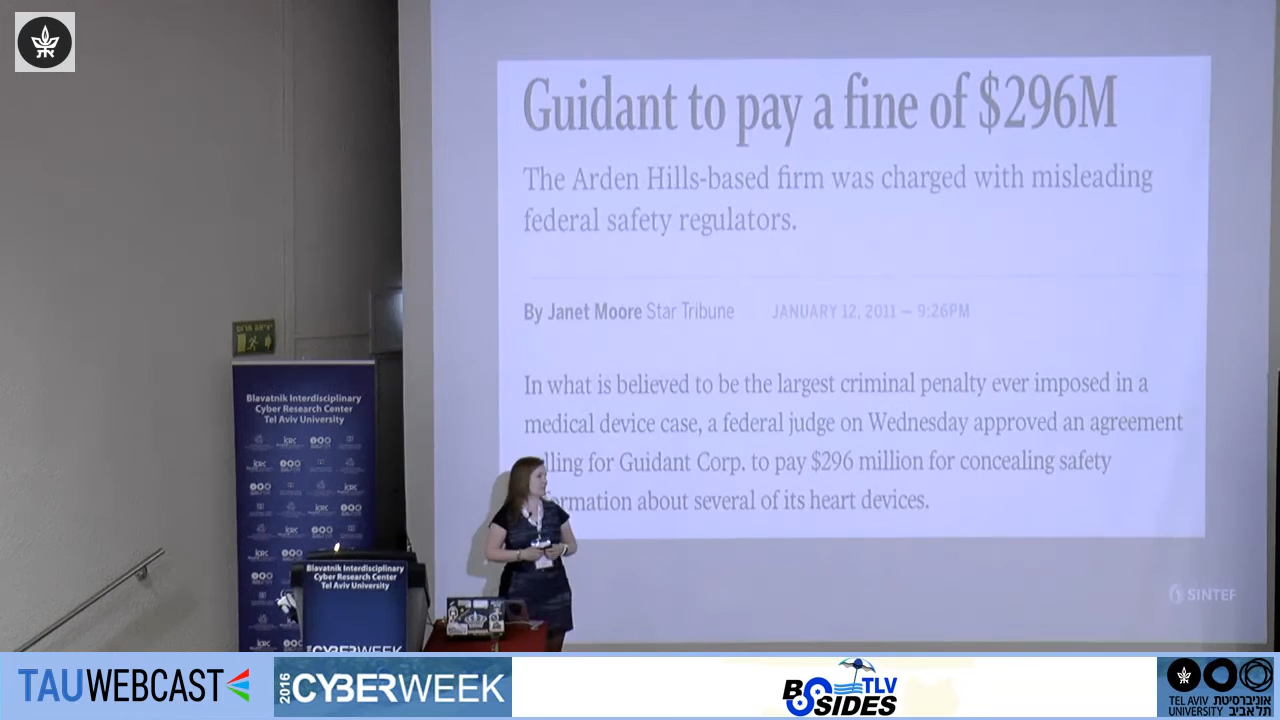 Guidant to pay a fine of $296M
The Arden Hills-based firm was charged with misleading
federal safety regulators.
By Janet Moore Star Tribune JANUARY 12, 2011 — 9:26PM
In what is believed to be the largest criminal penalty ever imposed in a
medical device case, a federal judge on Wednesday approved an agreement
for Guidant Corp. to pay $296 million for concealing safety
about several of its heart devices.
SINTEF
Blavatnik Interdisciplinary
Cyber Research Center
Tel Aviv University
Blavatnik Interdisciplinary
Cyber Research Center
Tel Aviv University
CYBERWEEK
TAUWEBCAST
2016 CYBERWEEK
BSIDES TLV
TEL AVIV אוניברסיטת
UNIVERSITY תל אביב